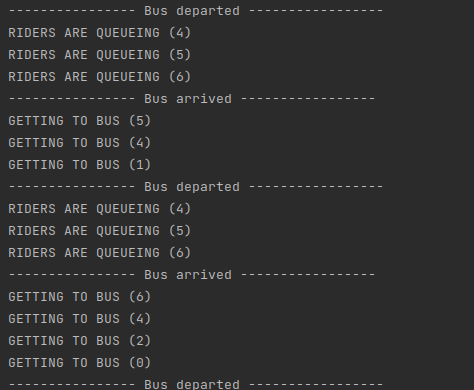 ---------------- Bus departed -----------------
RIDERS ARE QUEUEING (4)
RIDERS ARE QUEUEING (5)
RIDERS ARE QUEUEING (6)
---------------- Bus arrived -----------------
GETTING TO BUS (5)
GETTING TO BUS (4)
GETTING TO BUS (1)
---------------- Bus departed -----------------
RIDERS ARE QUEUEING (4)
RIDERS ARE QUEUEING (5)
RIDERS ARE QUEUEING (6)
---------------- Bus arrived -----------------
GETTING TO BUS (6)
GETTING TO BUS (4)
GETTING TO BUS (2)
GETTING TO BUS (0)
---------------- Bus departed -----------------